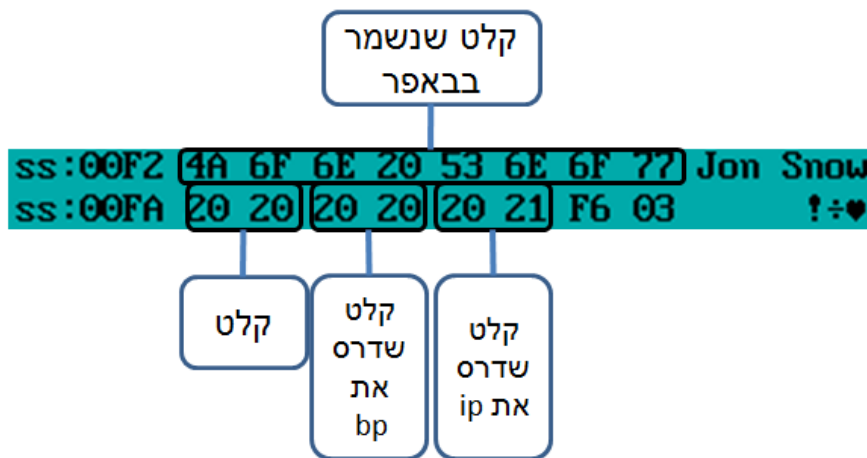 קלט שנשמר
בבאפר
ss:00F2 4A 6F 6E 20 53 6E 6F 77 Jon Snow
ss:00FA 20 20 20 20 20 21 F6 03 !÷♥
קלט
קלט
שדרס
את
bp
קלט
שדרס
את ip